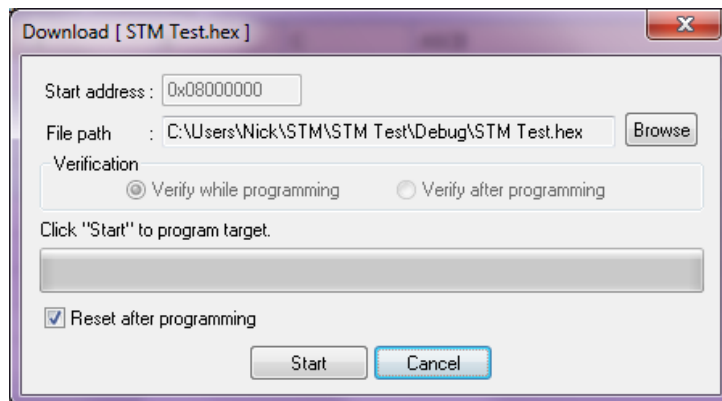 Download [ STM Test.hex ]
Start address : 0x08000000
File path : C:\Users\Nick\STM\STM Test\Debug\STM Test.hex Browse
Verification
Verify while programming Verify after programming
Click "Start" to program target.
Reset after programming
Start Cancel